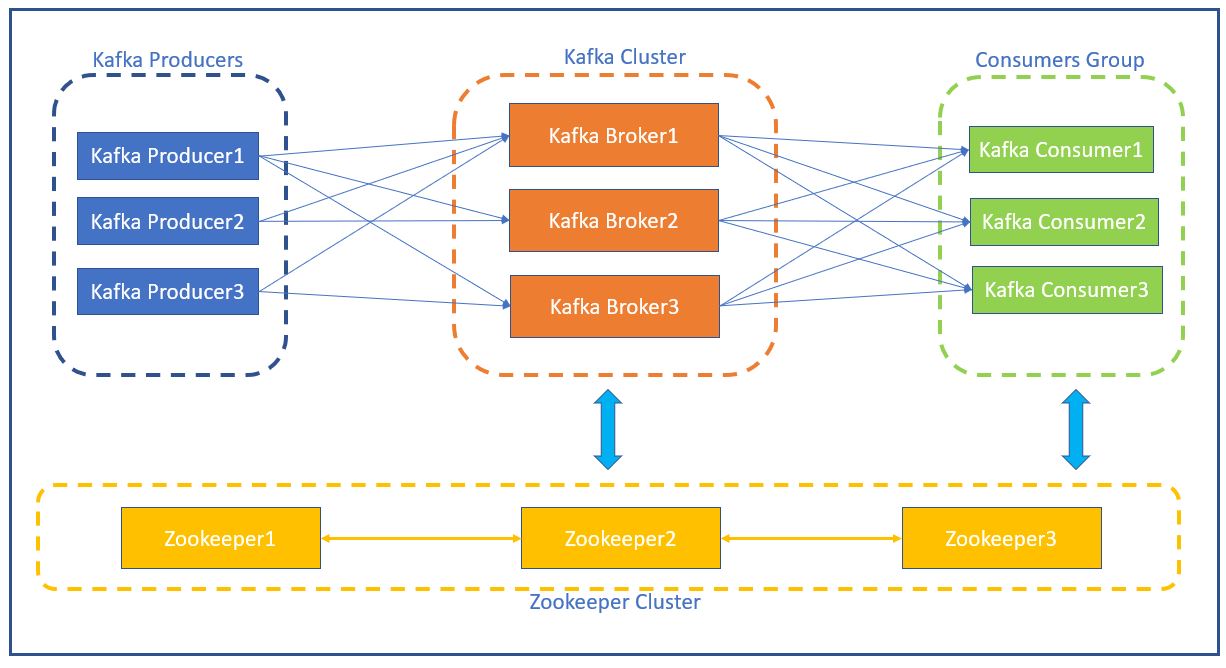 Kafka Producers
Kafka Cluster
Consumers Group
Kafka Producer1
Kafka Producer2
Kafka Producer3
Kafka Broker1
Kafka Broker2
Kafka Broker3
Kafka Consumer1
Kafka Consumer2
Kafka Consumer3
Zookeeper1
Zookeeper2
Zookeeper3
Zookeeper Cluster